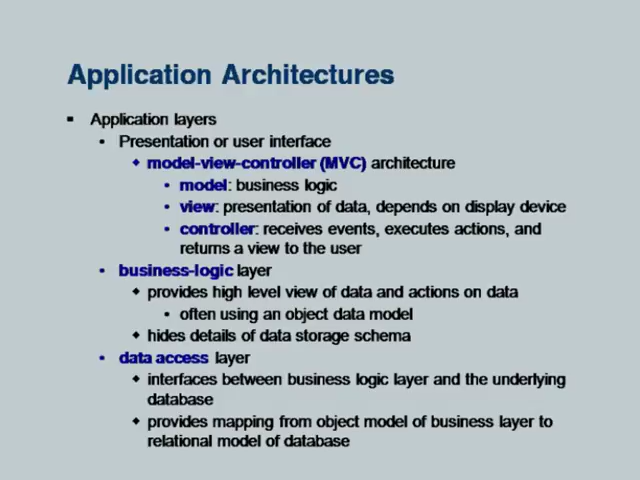 Application Architectures
▪ Application layers
• Presentation or user interface
◆ model-view-controller (MVC) architecture
• model: business logic
• view: presentation of data, depends on display device
• controller: receives events, executes actions, and
returns a view to the user
• business-logic layer
◆ provides high level view of data and actions on data
• often using an object data model
◆ hides details of data storage schema
• data access layer
◆ interfaces between business logic layer and the underlying
database
◆ provides mapping from object model of business layer to
relational model of database